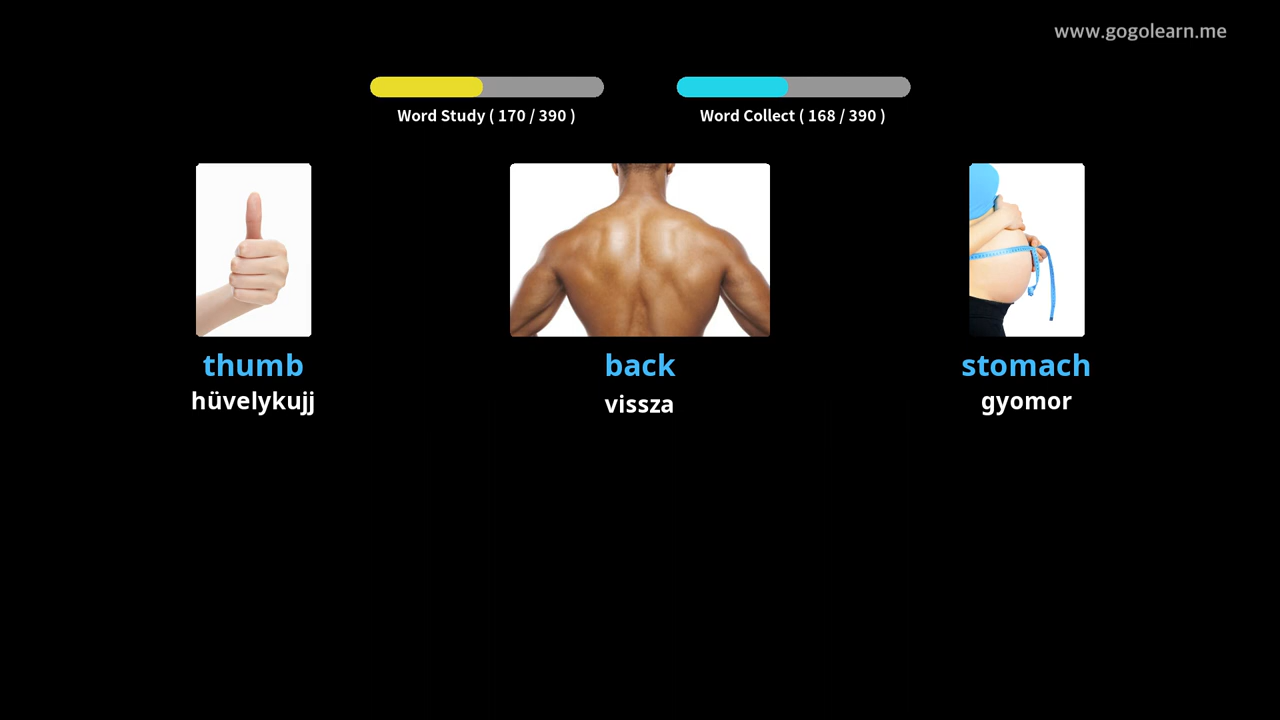 www.gogolearn.me
Word Study ( 170 / 390 )
Word Collect ( 168 / 390 )
thumb
hüvelykujj
back
vissza
stomach
gyomor